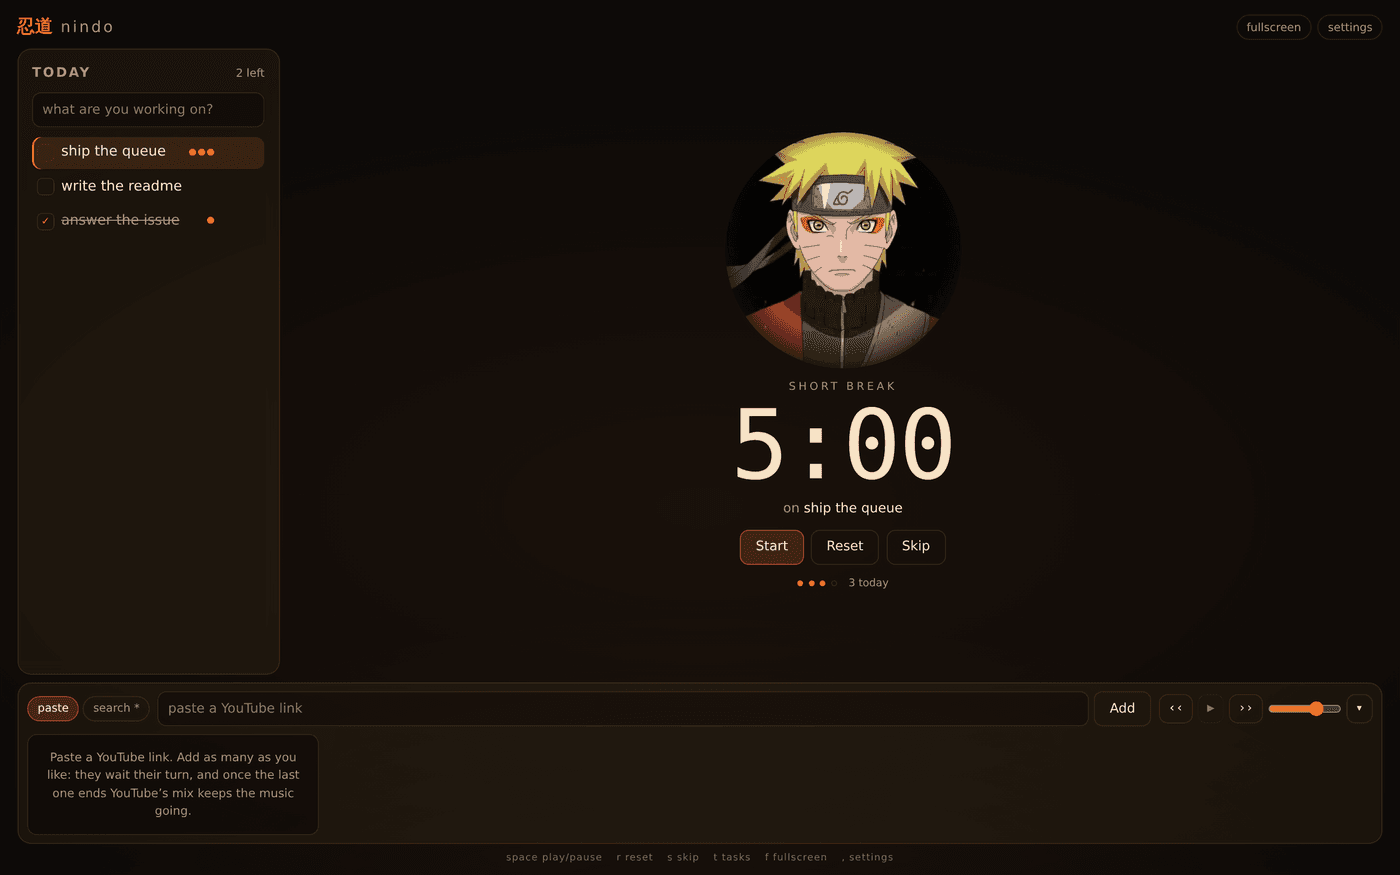 忍道 nindo
fullscreen
settings
TODAY
2 left
what are you working on?
ship the queue
write the readme
✓ answer the issue
SHORT BREAK
5:00
on ship the queue
Start
Reset
Skip
3 today
paste
search *
paste a YouTube link
Add
‹‹
▶
››
▾
Paste a YouTube link. Add as many as you
like: they wait their turn, and once the last
one ends YouTube's mix keeps the music
going.
space play/pause r reset s skip t tasks f fullscreen , settings